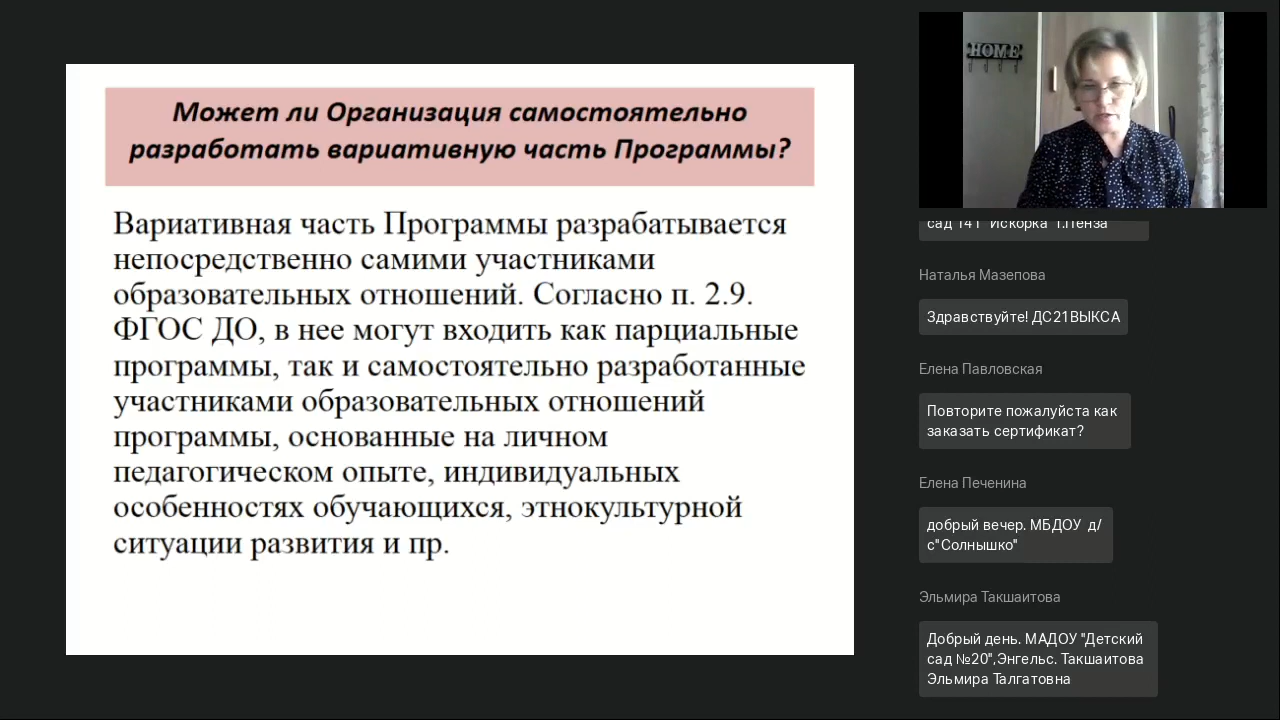 Может ли Организация самостоятельно
разработать вариативную часть Программы?
Вариативная часть Программы разрабатывается
непосредственно самими участниками
образовательных отношений. Согласно п. 2.9.
ФГОС ДО, в нее могут входить как парциальные
программы, так и самостоятельно разработанные
участниками образовательных отношений
программы, основанные на личном
педагогическом опыте, индивидуальных
особенностях обучающихся, этнокультурной
ситуации развития и пр.
HOME
сад 141 "Искорка" г.Пенза
Наталья Мазепова
Здравствуйте! ДС21ВЫКСА
Елена Павловская
Повторите пожалуйста как
заказать сертификат?
Елена Печенина
добрый вечер. МБДОУ д/
с"Солнышко"
Эльмира Такшаитова
Добрый день. МАДОУ "Детский
сад №20",Энгельс. Такшаитова
Эльмира Талгатовна